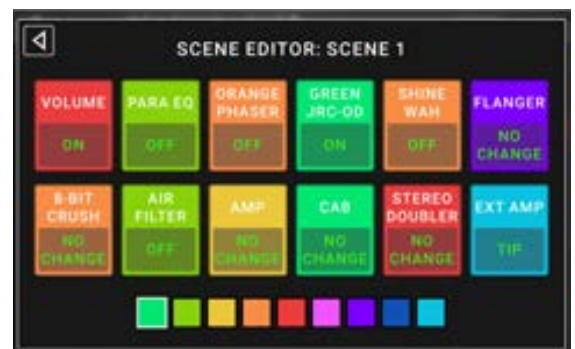 SCENE EDITOR: SCENE 1
VOLUME
ON
PARA EQ
OFF
ORANGE
PHASER
OFF
GREEN
JRC-OD
ON
SHINE
WAH
OFF
FLANGER
NO
CHANGE
8-BIT
CRUSH
NO
CHANGE
AIR
FILTER
OFF
AMP
NO
CHANGE
CAB
NO
CHANGE
STEREO
DOUBLER
NO
CHANGE
EXT AMP
TIP